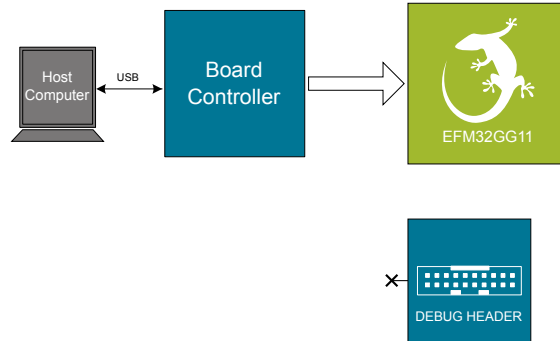 Host
Computer
USB
Board
Controller
EFM32GG11
DEBUG HEADER